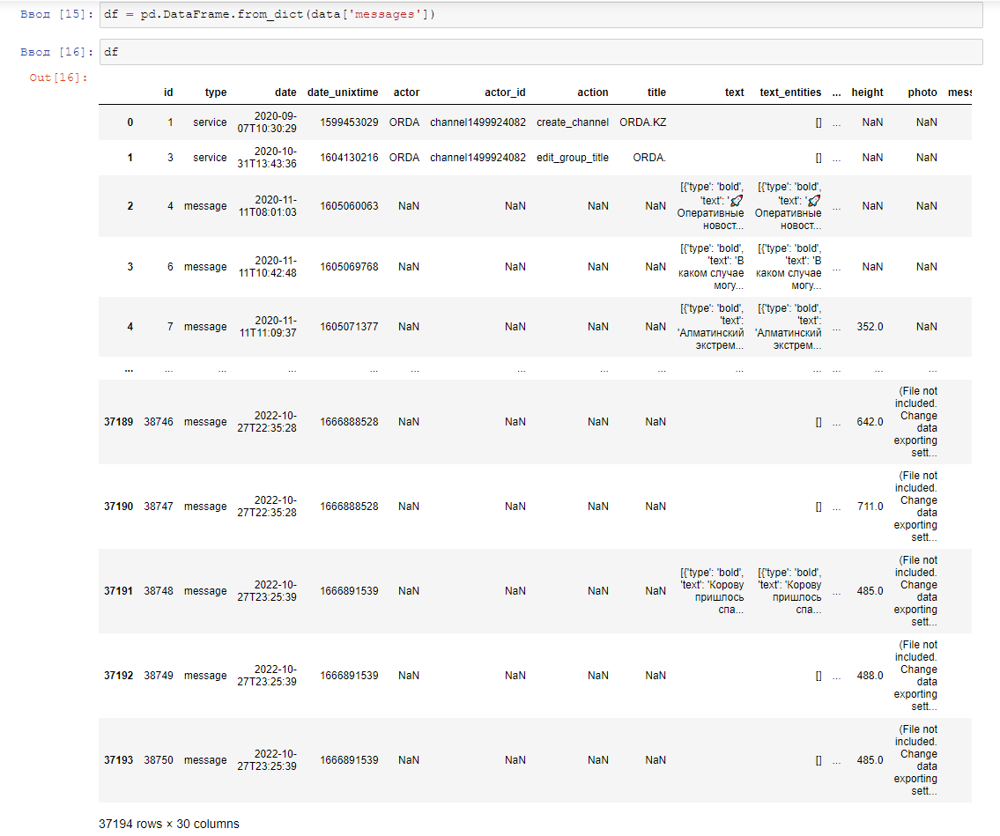 Ввод [15]: df = pd.DataFrame.from_dict(data['messages'])
Ввод [16]: df
Out[16]:
id type date date_unixtime actor actor_id action title text text_entities ... height photo mess
0 1 service 2020-09-07T10:30:29 1599453029 ORDA channel1499924082 create_channel ORDA.KZ [] ... NaN NaN
1 3 service 2020-10-31T13:43:36 1604130216 ORDA channel1499924082 edit_group_title ORDA. [] ... NaN NaN
2 4 message 2020-11-11T08:01:03 1605060063 NaN NaN NaN NaN [{'type': 'bold', 'text': '🚀 Оперативные новост... [{'type': 'bold', 'text': '🚀 Оперативные новост... ... NaN NaN
3 6 message 2020-11-11T10:42:48 1605069768 NaN NaN NaN NaN [{'type': 'bold', 'text': 'В каком случае могу... [{'type': 'bold', 'text': 'В каком случае могу... ... NaN NaN
4 7 message 2020-11-11T11:09:37 1605071377 NaN NaN NaN NaN [{'type': 'bold', 'text': 'Алматинский экстрем... [{'type': 'bold', 'text': 'Алматинский экстрем... ... 352.0 NaN
... ... ... ... ... ... ... ... ... ... ... ... ... ...
37189 38746 message 2022-10-27T22:35:28 1666888528 NaN NaN NaN NaN [] ... 642.0 (File not included. Change data exporting sett...
37190 38747 message 2022-10-27T22:35:28 1666888528 NaN NaN NaN NaN [] ... 711.0 (File not included. Change data exporting sett...
37191 38748 message 2022-10-27T23:25:39 1666891539 NaN NaN NaN NaN [{'type': 'bold', 'text': 'Корову пришлось спа... [{'type': 'bold', 'text': 'Корову пришлось спа... ... 485.0 (File not included. Change data exporting sett...
37192 38749 message 2022-10-27T23:25:39 1666891539 NaN NaN NaN NaN [] ... 488.0 (File not included. Change data exporting sett...
37193 38750 message 2022-10-27T23:25:39 1666891539 NaN NaN NaN NaN [] ... 485.0 (File not included. Change data exporting sett...
37194 rows × 30 columns